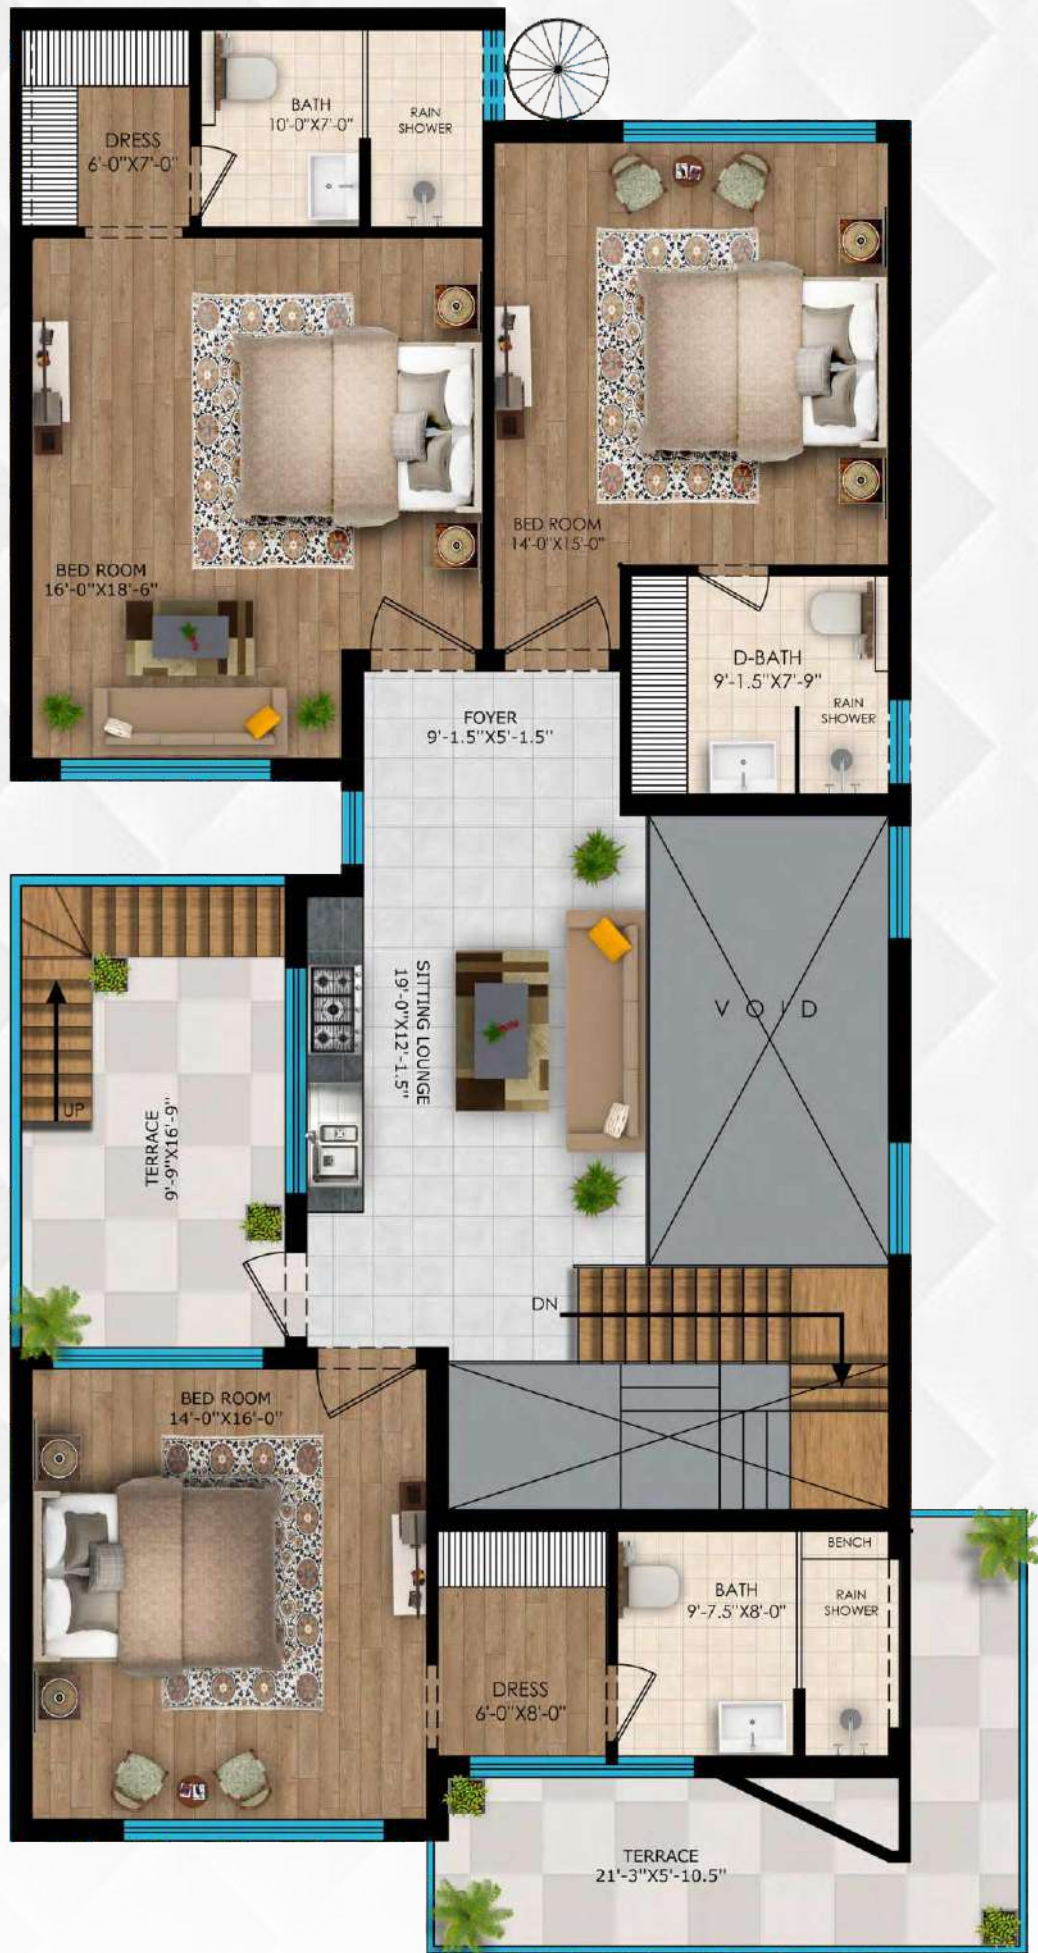 DRESS
6'-0"X7'-0"
BATH
10'-0"X7'-0"
RAIN
SHOWER
BED ROOM
14'-0"X15'-0"
BED ROOM
16'-0"X18'-6"
D-BATH
9'-1.5"X7'-9"
RAIN
SHOWER
FOYER
9'-1.5"X5'-1.5"
SITTING LOUNGE
19'-0"X12'-1.5"
VOID
UP
TERRACE
9'-9"X16'-9"
DN
BED ROOM
14'-0"X16'-0"
BENCH
BATH
9'-7.5"X8'-0"
RAIN
SHOWER
DRESS
6'-0"X8'-0"
TERRACE
21'-3"X5'-10.5"